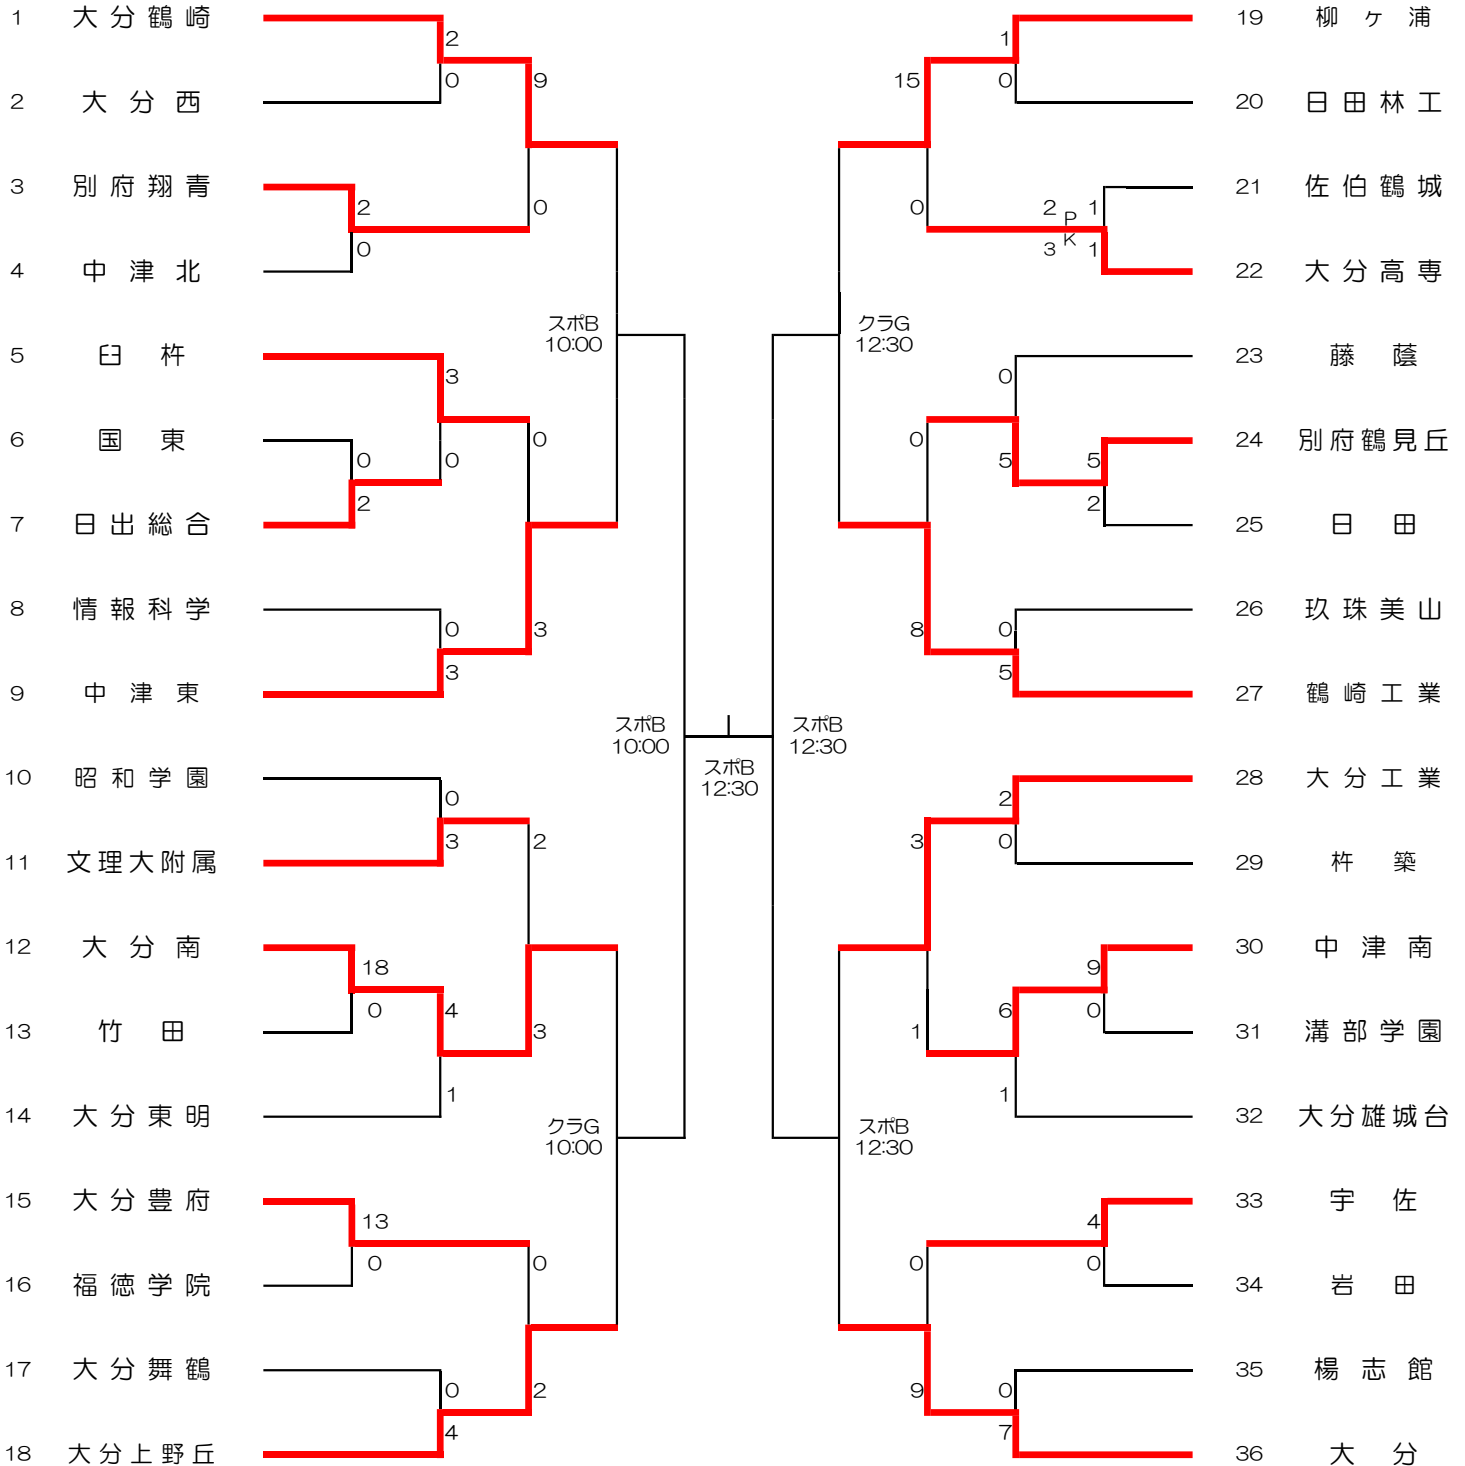 1 大分鶴崎
2
0
9
2 大分西
3 別府翔青
2
0
0
4 中津北
スポB
10:00
5 臼杵
3
0
6 国東
0
0
2
7 日出総合
8 情報科学
0
3
3
9 中津東
スポB
10:00
10 昭和学園
0
3
2
11 文理大附属
12 大分南
18
0
4
3
13 竹田
1
14 大分東明
クラG
10:00
15 大分豊府
13
0
0
16 福徳学院
17 大分舞鶴
0
2
4
18 大分上野丘
スポB
12:30
19 柳ヶ浦
1
15
0
20 日田林工
21 佐伯鶴城
0
2 PK 1
3 1
22 大分高専
クラG
12:30
23 藤蔭
0
0
24 別府鶴見丘
5
5
2
25 日田
26 玖珠美山
8
0
5
27 鶴崎工業
スポB
12:30
28 大分工業
2
3
0
29 杵築
30 中津南
9
6
0
1
31 溝部学園
1
32 大分雄城台
スポB
12:30
33 宇佐
4
0
0
34 岩田
35 楊志館
9
0
7
36 大分